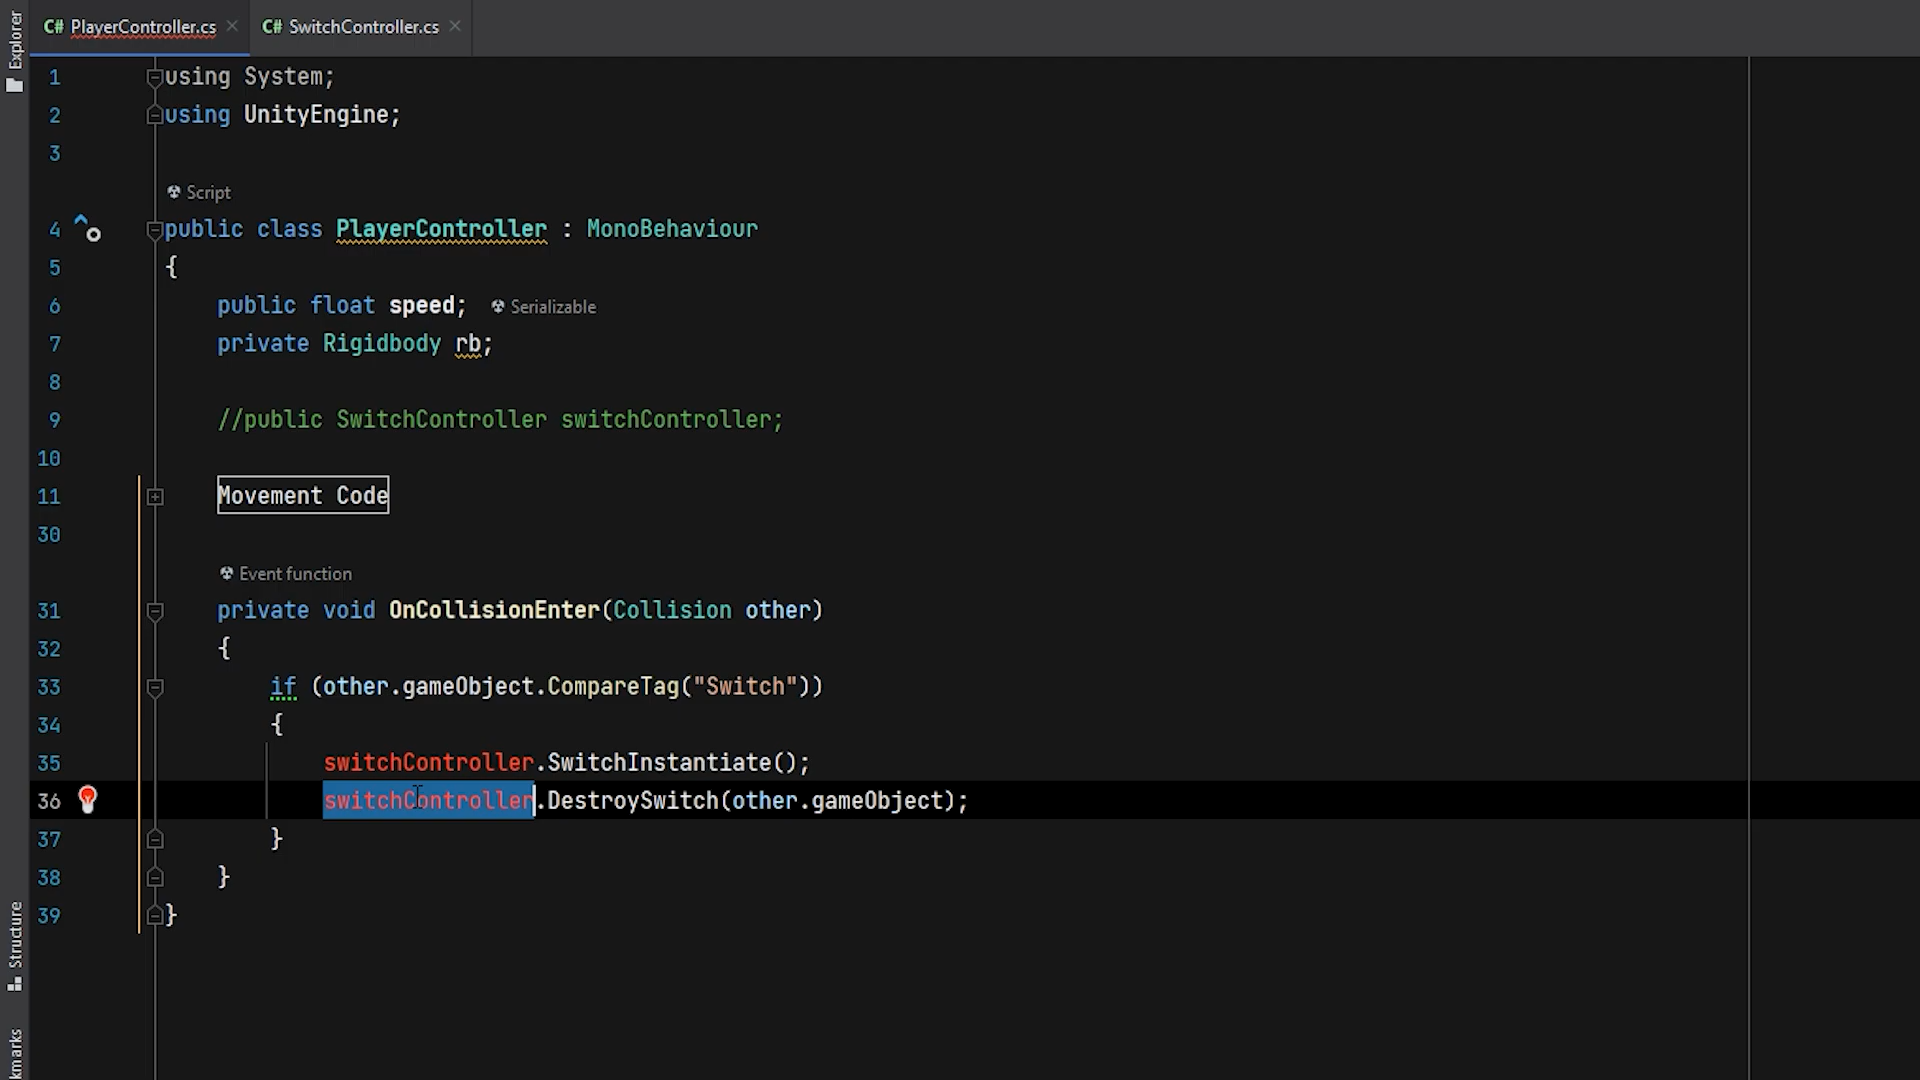 Explorer
C# PlayerController.cs
C# SwitchController.cs
1 using System;
2 using UnityEngine;
3
Script
4 public class PlayerController : MonoBehaviour
5 {
6 public float speed; Serializable
7 private Rigidbody rb;
8
9 //public SwitchController switchController;
10
11 Movement Code
30
Event function
31 private void OnCollisionEnter(Collision other)
32 {
33 if (other.gameObject.CompareTag("Switch"))
34 {
35 switchController.SwitchInstantiate();
36 switchController.DestroySwitch(other.gameObject);
37 }
38 }
39 }
Structure
kmarks